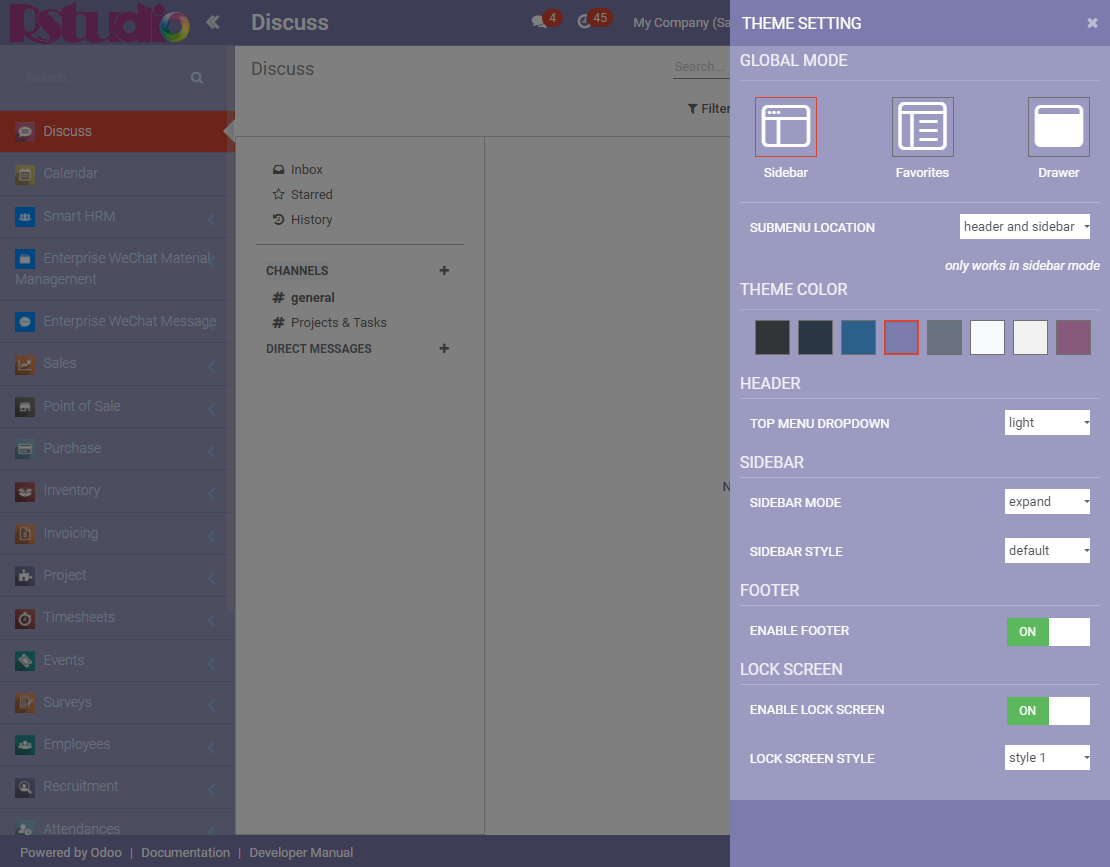 Rstudio
Discuss
4
45
My Company (Sa
Search...
Discuss
Calendar
Smart HRM
Enterprise WeChat Material
Management
Enterprise WeChat Message
Sales
Point of Sale
Purchase
Inventory
Invoicing
Project
Timesheets
Events
Surveys
Employees
Recruitment
Attendances
Discuss
Search...
Filter
Inbox
Starred
History
CHANNELS
# general
# Projects & Tasks
DIRECT MESSAGES
N
THEME SETTING
GLOBAL MODE
Sidebar Favorites Drawer
SUBMENU LOCATION header and sidebar
only works in sidebar mode
THEME COLOR
HEADER
TOP MENU DROPDOWN light
SIDEBAR
SIDEBAR MODE expand
SIDEBAR STYLE default
FOOTER
ENABLE FOOTER ON
LOCK SCREEN
ENABLE LOCK SCREEN ON
LOCK SCREEN STYLE style 1
Powered by Odoo | Documentation | Developer Manual